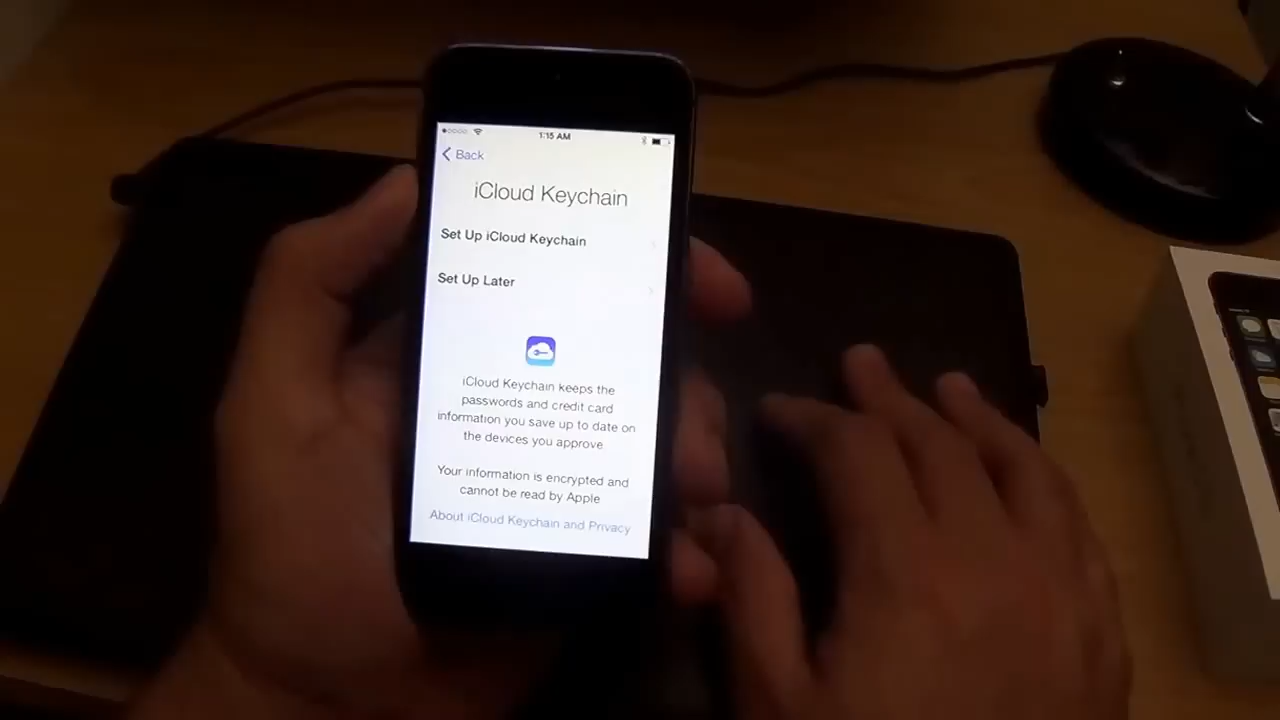 1:15 AM
Back
iCloud Keychain
Set Up iCloud Keychain
Set Up Later
iCloud Keychain keeps the
passwords and credit card
information you save up to date on
the devices you approve
Your information is encrypted and
cannot be read by Apple
About iCloud Keychain and Privacy